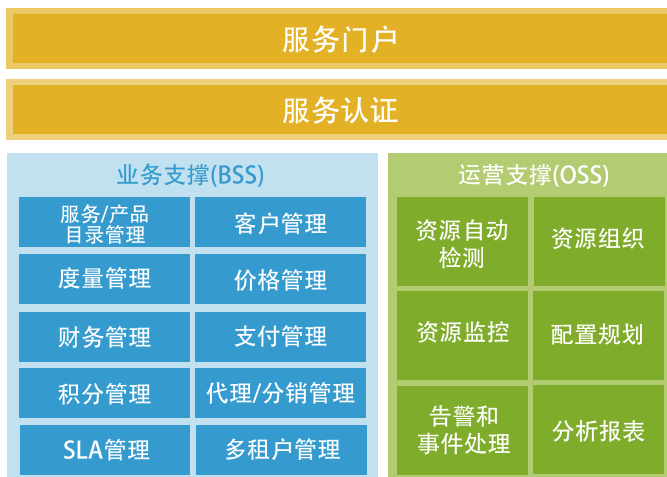 服务门户
服务认证
业务支撑(BSS)
服务/产品
目录管理
客户管理
度量管理
价格管理
财务管理
支付管理
积分管理
代理/分销管理
SLA管理
多租户管理
运营支撑(OSS)
资源自动
检测
资源组织
资源监控
配置规划
告警和
事件处理
分析报表